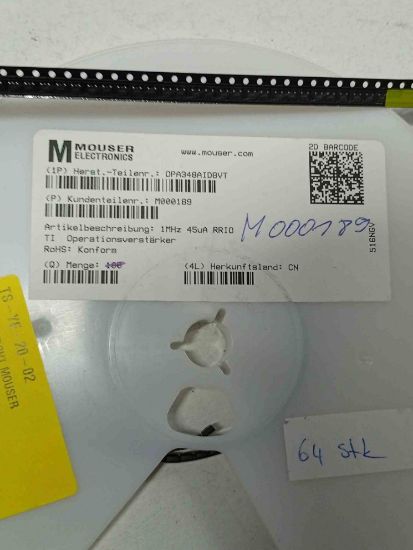 MOUSER
ELECTRONICS
www.mouser.com
2D BARCODE
(1P) Herst.-Teilenr.: OPA348AIDBVT
(P) Kundenteilenr.: M000189
Artikelbeschreibung: 1MHz 45uA RRIO
TI Operationsverstärker
RoHS: Konform
(Q) Menge: 100
(4L) Herkunftsland: CN
M000189
64 stk
MOUSER